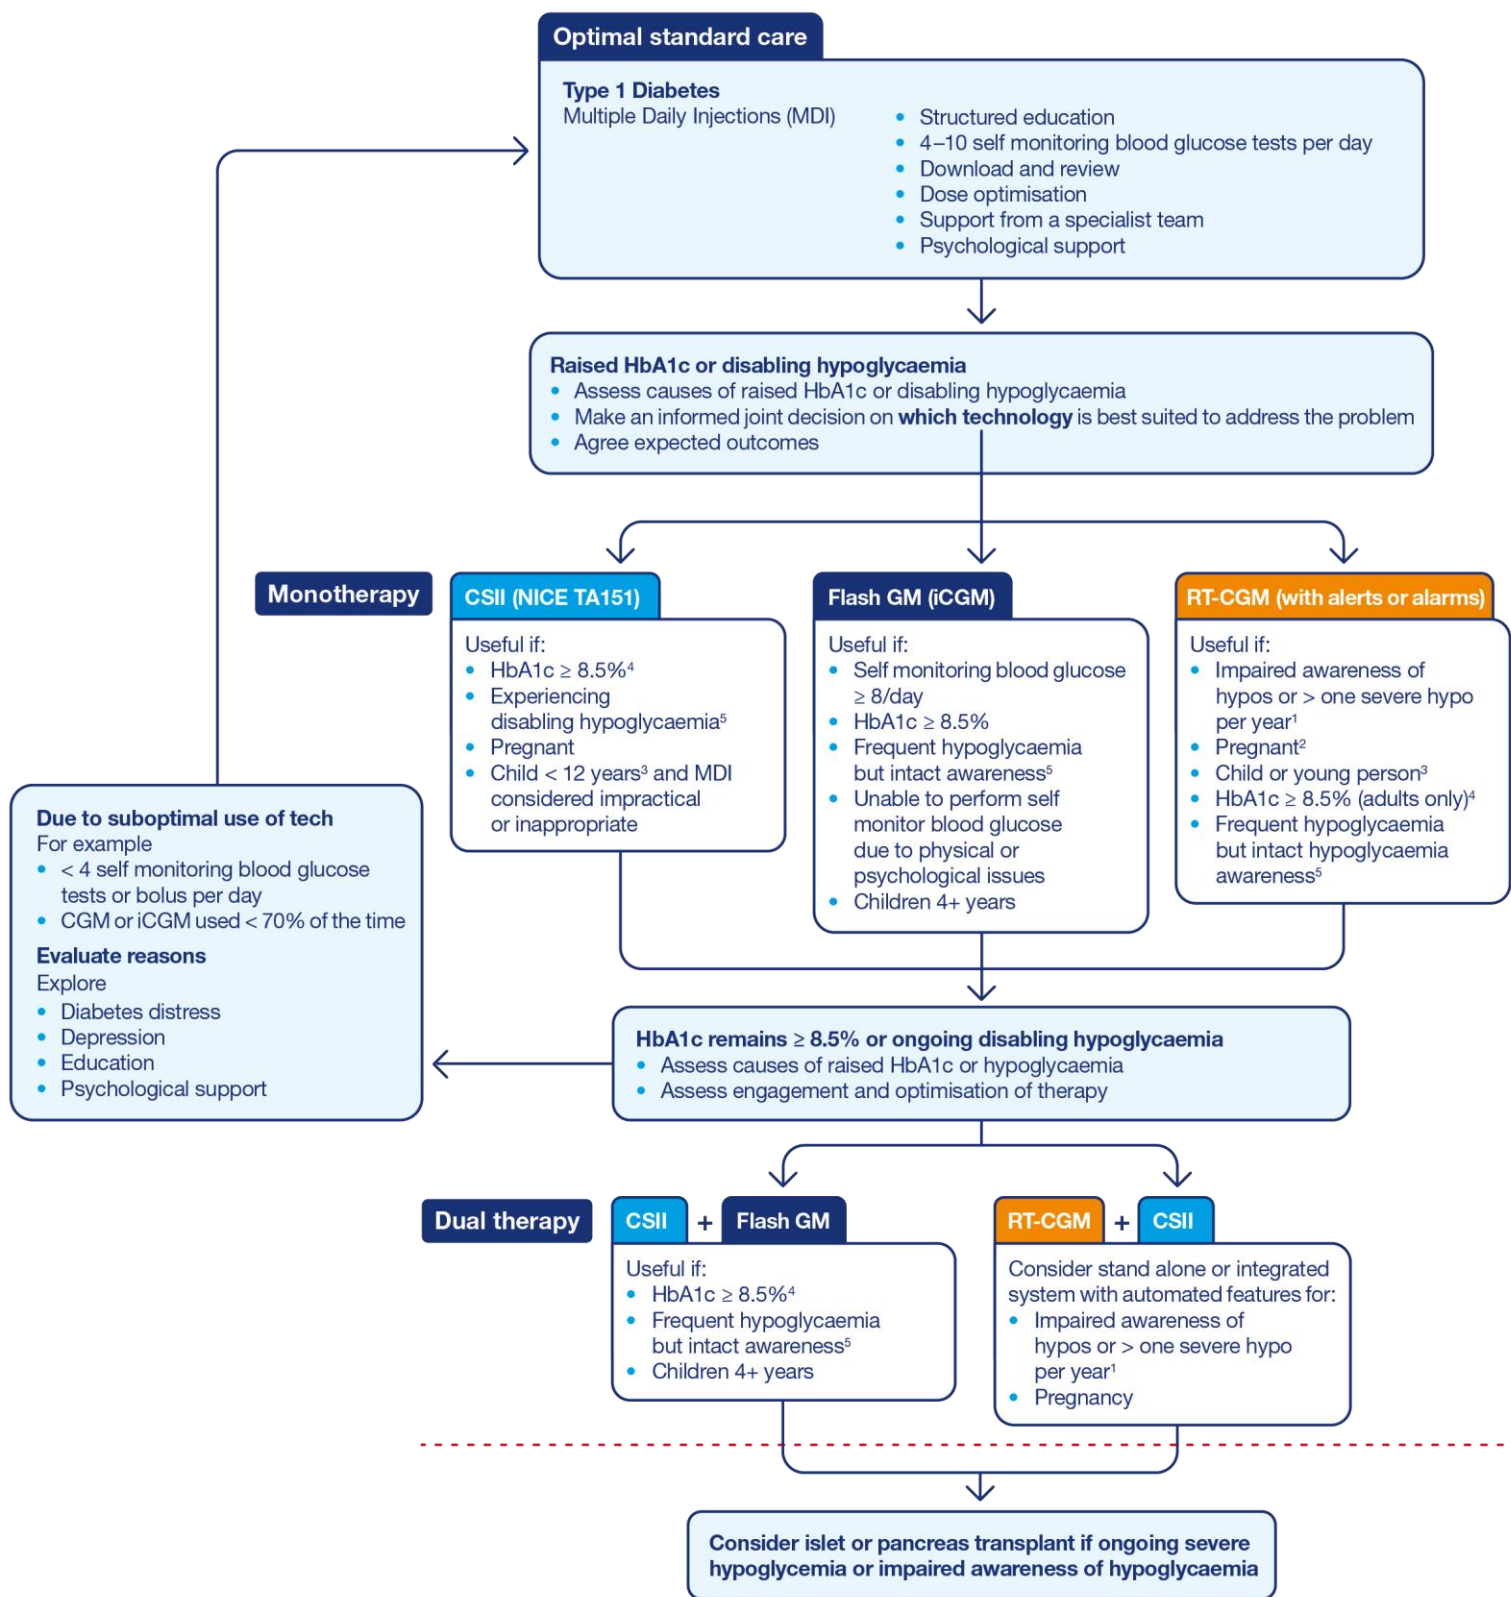 Optimal standard care
Type 1 Diabetes
Multiple Daily Injections (MDI)
• Structured education
• 4–10 self monitoring blood glucose tests per day
• Download and review
• Dose optimisation
• Support from a specialist team
• Psychological support
Raised HbA1c or disabling hypoglycaemia
• Assess causes of raised HbA1c or disabling hypoglycaemia
• Make an informed joint decision on which technology is best suited to address the problem
• Agree expected outcomes
Monotherapy
CSII (NICE TA151)
Useful if:
• HbA1c ≥ 8.5%⁴
• Experiencing
disabling hypoglycaemia⁵
• Pregnant
• Child < 12 years³ and MDI
considered impractical
or inappropriate
Flash GM (iCGM)
Useful if:
• Self monitoring blood glucose
≥ 8/day
• HbA1c ≥ 8.5%
• Frequent hypoglycaemia
but intact awareness⁵
• Unable to perform self
monitor blood glucose
due to physical or
psychological issues
• Children 4+ years
RT-CGM (with alerts or alarms)
Useful if:
• Impaired awareness of
hypos or > one severe hypo
per year¹
• Pregnant²
• Child or young person³
• HbA1c ≥ 8.5% (adults only)⁴
• Frequent hypoglycaemia
but intact hypoglycaemia
awareness⁵
Due to suboptimal use of tech
For example
• < 4 self monitoring blood glucose
tests or bolus per day
• CGM or iCGM used < 70% of the time
Evaluate reasons
Explore
• Diabetes distress
• Depression
• Education
• Psychological support
HbA1c remains ≥ 8.5% or ongoing disabling hypoglycaemia
• Assess causes of raised HbA1c or hypoglycaemia
• Assess engagement and optimisation of therapy
Dual therapy
CSII + Flash GM
Useful if:
• HbA1c ≥ 8.5%⁴
• Frequent hypoglycaemia
but intact awareness⁵
• Children 4+ years
RT-CGM + CSII
Consider stand alone or integrated
system with automated features for:
• Impaired awareness of
hypos or > one severe hypo
per year¹
• Pregnancy
Consider islet or pancreas transplant if ongoing severe
hypoglycemia or impaired awareness of hypoglycaemia